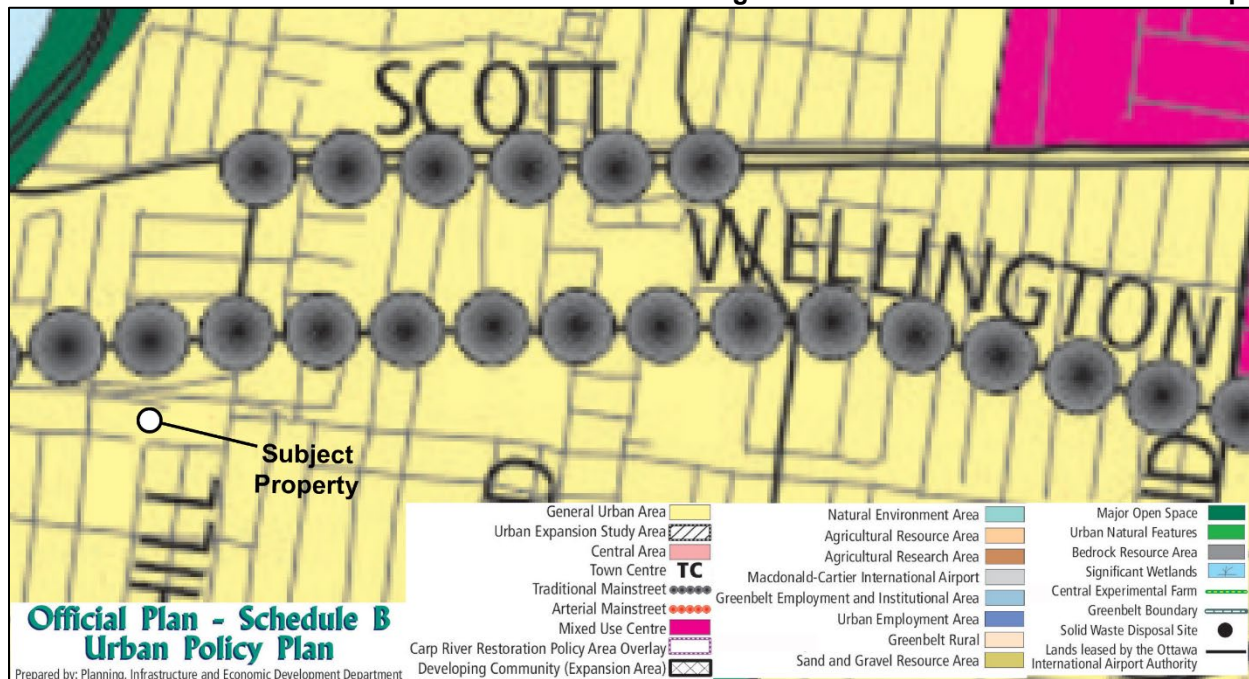 SCOTT
WELLINGTON
Subject
Property
HILL
Official Plan - Schedule B
Urban Policy Plan
Prepared by: Planning, Infrastructure and Economic Development Department
General Urban Area
Urban Expansion Study Area
Central Area
Town Centre TC
Traditional Mainstreet
Arterial Mainstreet
Mixed Use Centre
Carp River Restoration Policy Area Overlay
Developing Community (Expansion Area)
Natural Environment Area
Agricultural Resource Area
Agricultural Research Area
Macdonald-Cartier International Airport
Greenbelt Employment and Institutional Area
Urban Employment Area
Greenbelt Rural
Sand and Gravel Resource Area
Major Open Space
Urban Natural Features
Bedrock Resource Area
Significant Wetlands
Central Experimental Farm
Greenbelt Boundary
Solid Waste Disposal Site
Lands leased by the Ottawa
International Airport Authority